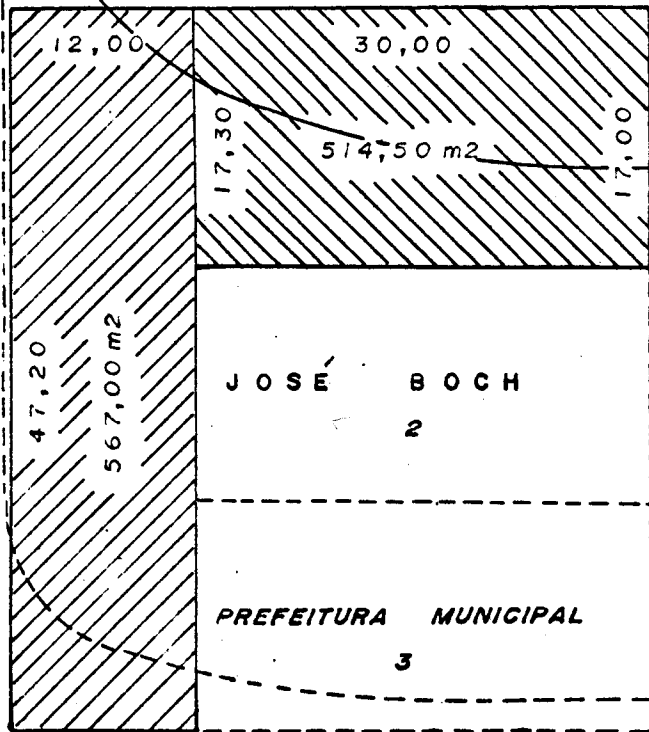 12,00
30,00
17,30
514,50 m2
17,00
47,20
567,00 m2
JOSÉ BOCH
2
PREFEITURA MUNICIPAL
3